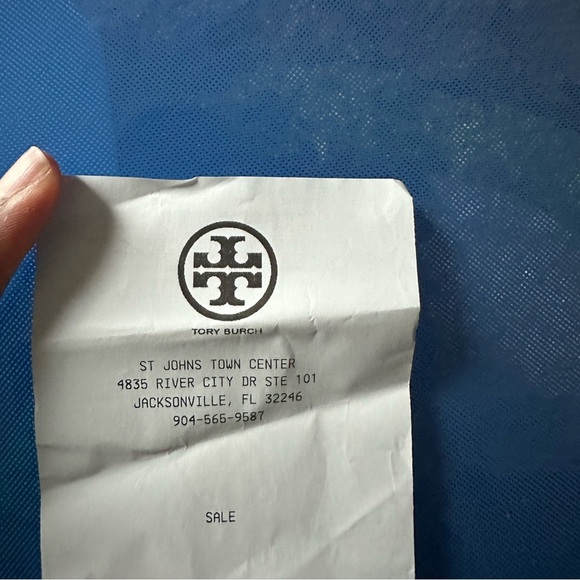 TORY BURCH
ST JOHNS TOWN CENTER
4835 RIVER CITY DR STE 101
JACKSONVILLE, FL 32246
904-565-9587
SALE